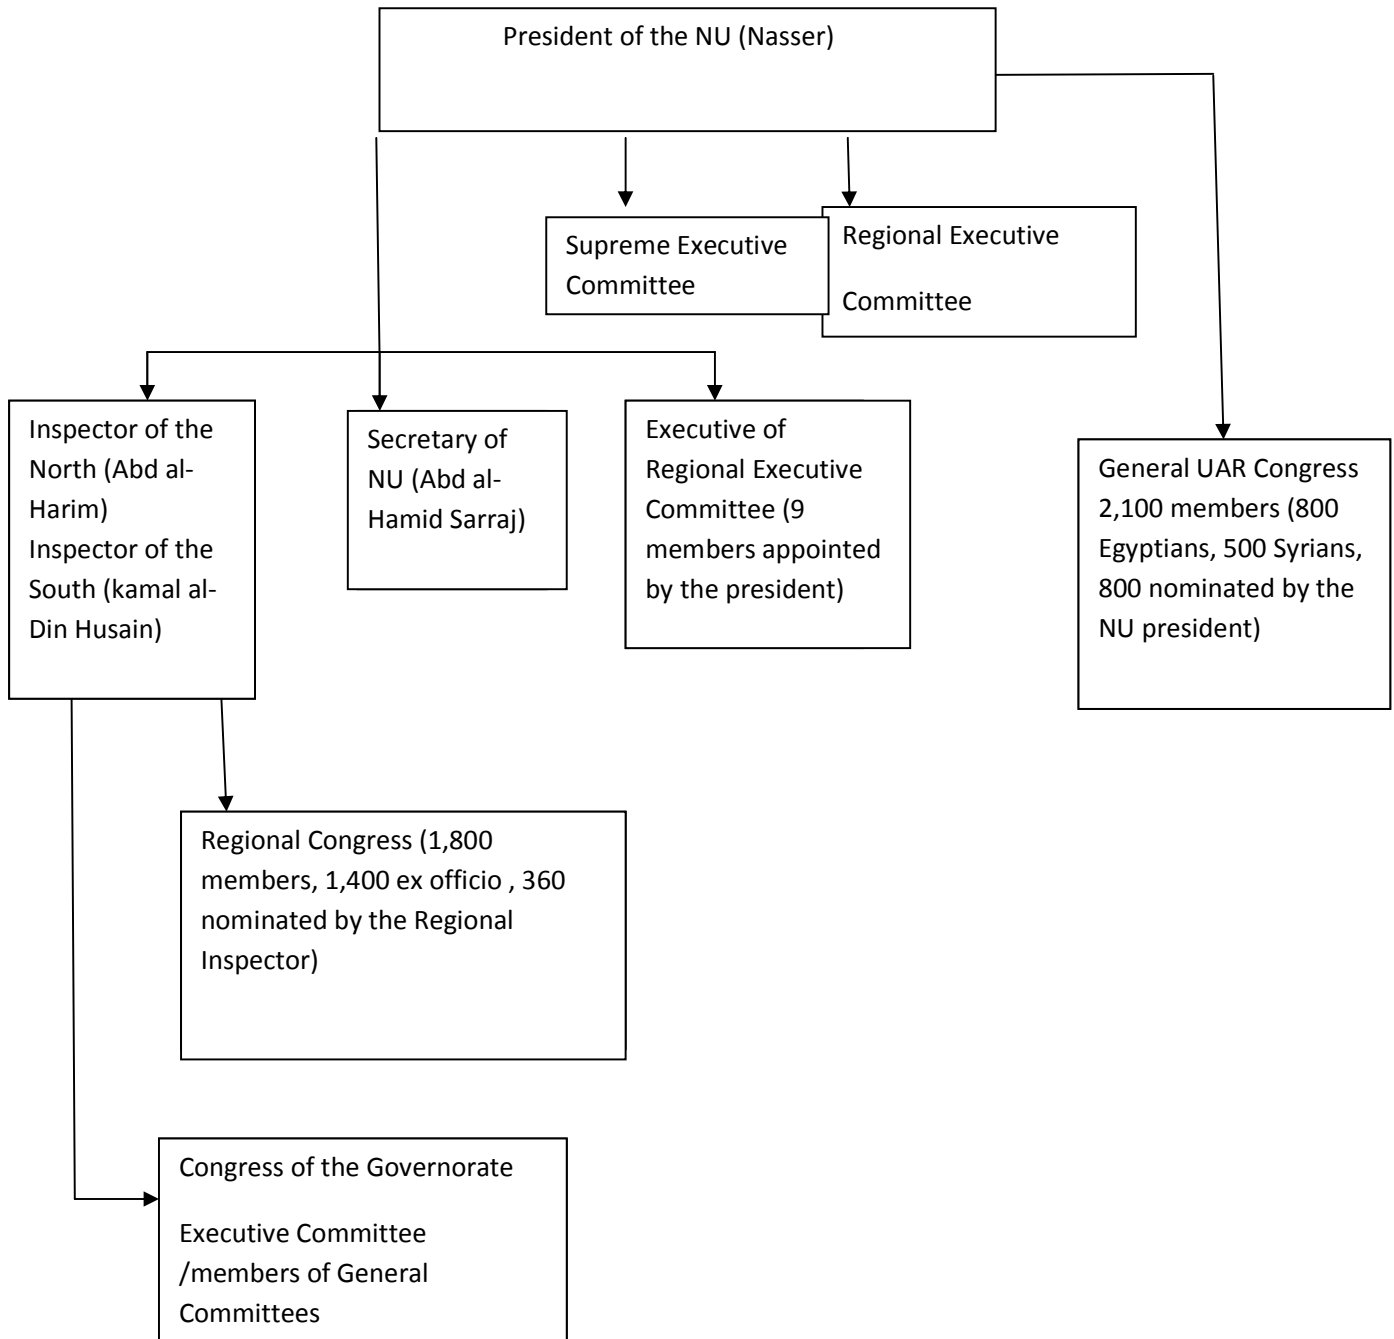 President of the NU (Nasser)
Supreme Executive
Committee
Regional Executive
Committee
Inspector of the
North (Abd al-
Harim)
Inspector of the
South (kamal al-
Din Husain)
Secretary of
NU (Abd al-
Hamid Sarraj)
Executive of
Regional Executive
Committee (9
members appointed
by the president)
General UAR Congress
2,100 members (800
Egyptians, 500 Syrians,
800 nominated by the
NU president)
Regional Congress (1,800
members, 1,400 ex officio , 360
nominated by the Regional
Inspector)
Congress of the Governorate
Executive Committee
/members of General
Committees